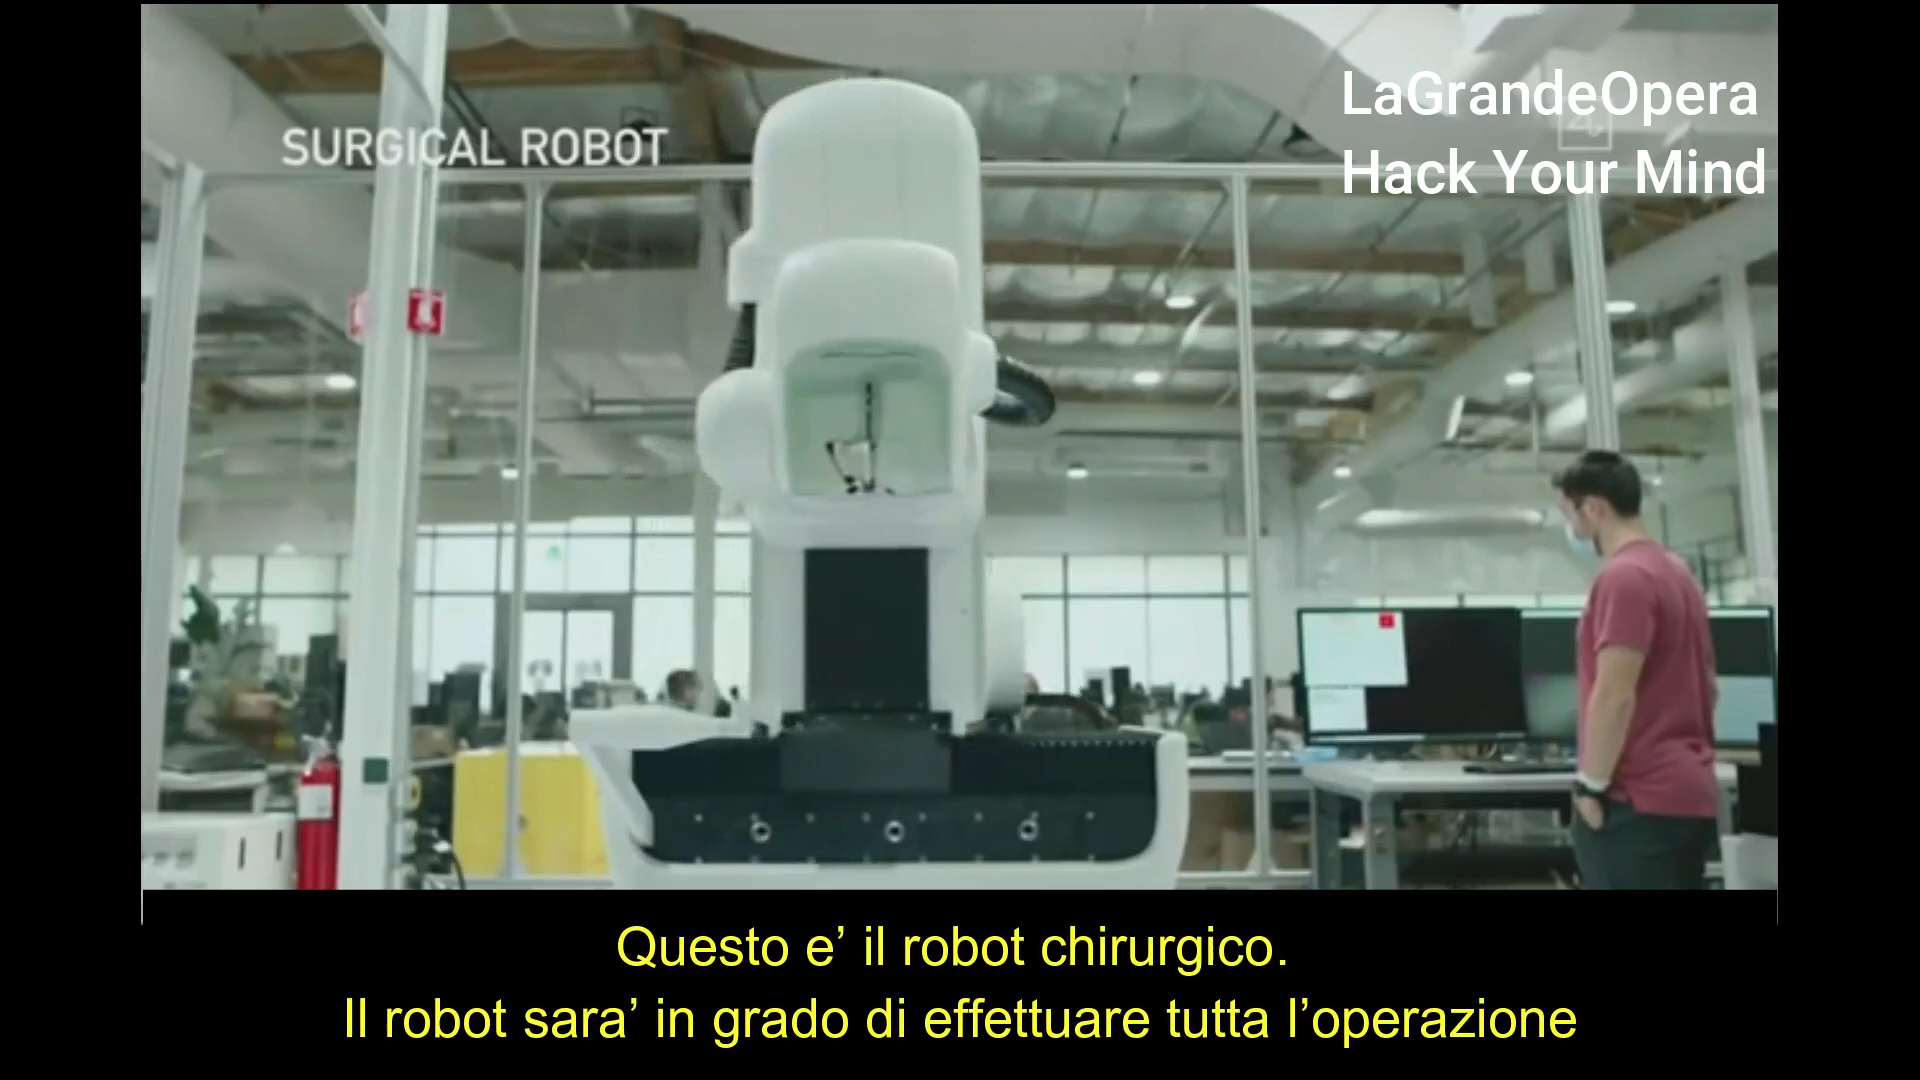 SURGICAL ROBOT
LaGrandeOpera
Hack Your Mind
Questo e’ il robot chirurgico.
Il robot sara’ in grado di effettuare tutta l’operazione